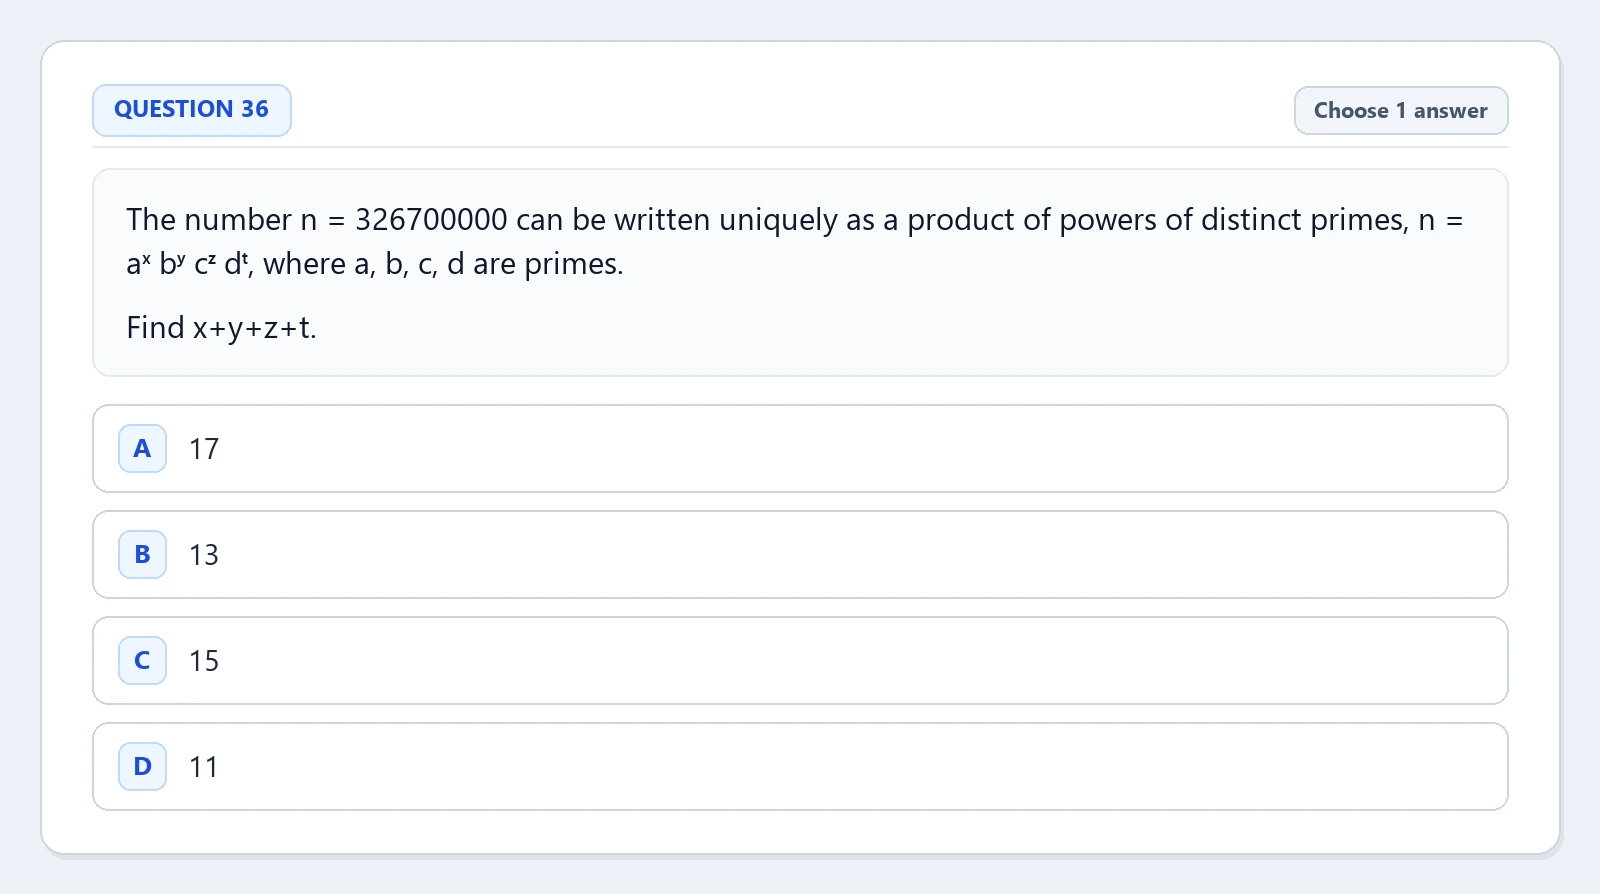 QUESTION 36
Choose 1 answer
The number n = 326700000 can be written uniquely as a product of powers of distinct primes, n =
aˣ bʸ cᶻ dᵗ, where a, b, c, d are primes.
Find x+y+z+t.
A 17
B 13
C 15
D 11